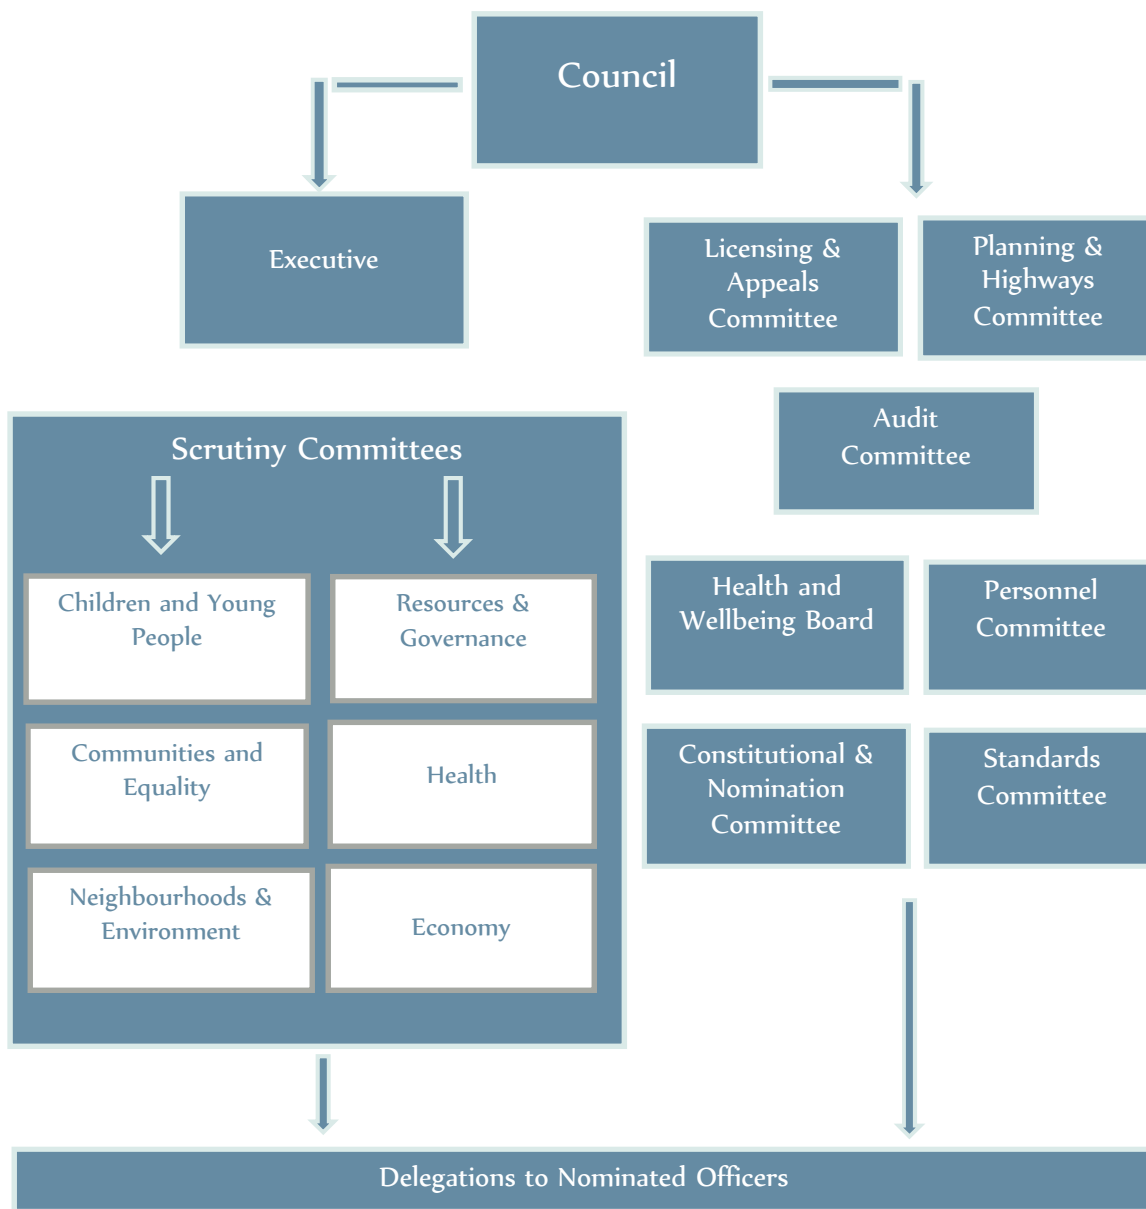 Council
Executive
Licensing &
Appeals
Committee
Planning &
Highways
Committee
Audit
Committee
Scrutiny Committees
Children and Young
People
Resources &
Governance
Communities and
Equality
Health
Neighbourhoods &
Environment
Economy
Health and
Wellbeing Board
Personnel
Committee
Constitutional &
Nomination
Committee
Standards
Committee
Delegations to Nominated Officers